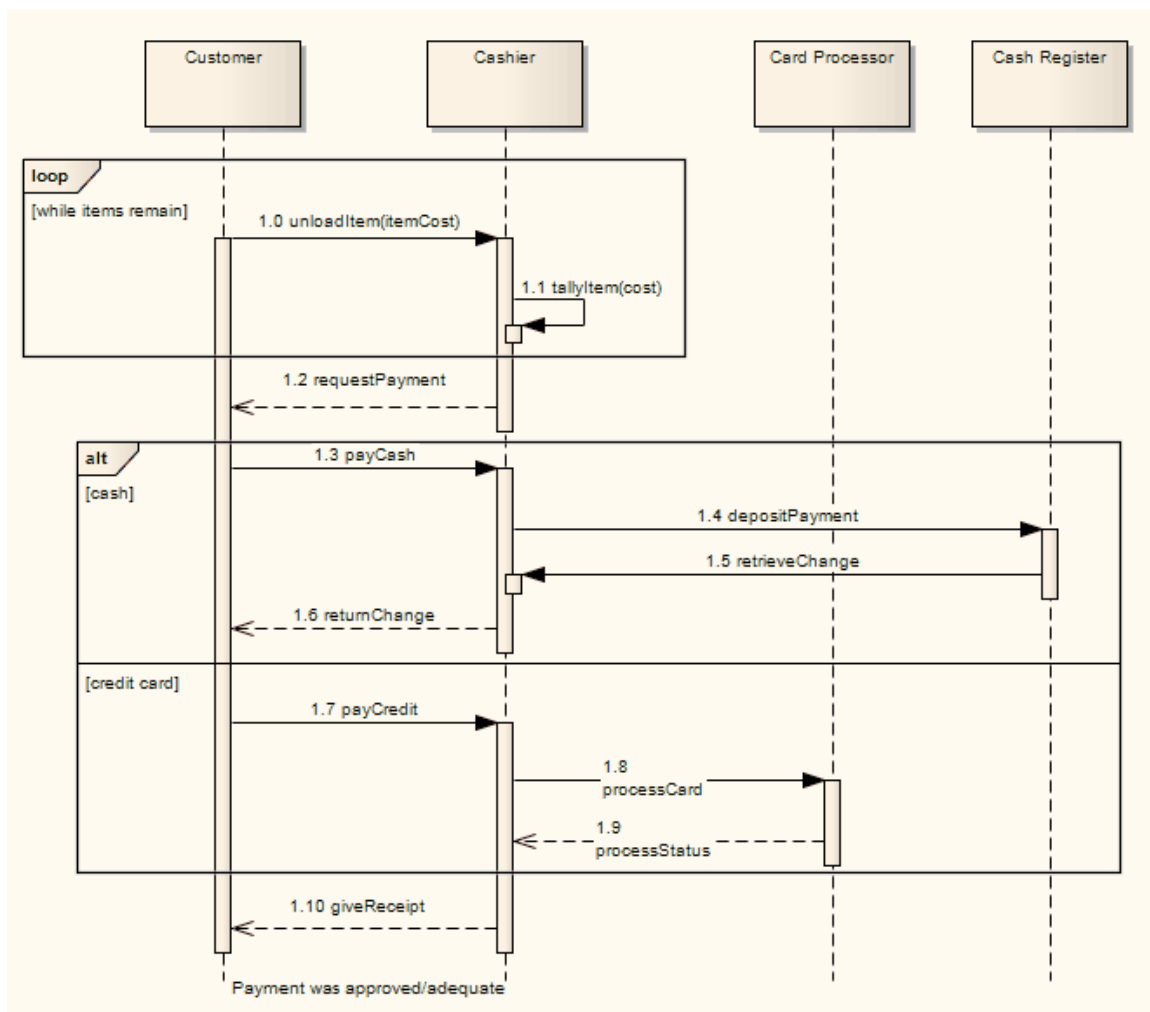 Customer
Cashier
Card Processor
Cash Register
loop
[while items remain]
1.0 unloadItem(itemCost)
1.1 tallyItem(cost)
1.2 requestPayment
alt
1.3 payCash
[cash]
1.4 depositPayment
1.5 retrieveChange
1.6 returnChange
[credit card]
1.7 payCredit
1.8
processCard
1.9
processStatus
1.10 giveReceipt
Payment was approved/adequate